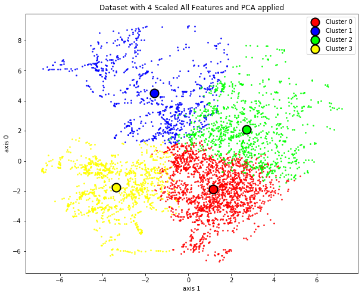 Dataset with 4 Scaled All Features and PCA applied
Cluster 0
Cluster 1
Cluster 2
Cluster 3
8
6
4
2
0
−2
−4
−6
axis 0
−6 −4 −2 0 2 4 6
axis 1